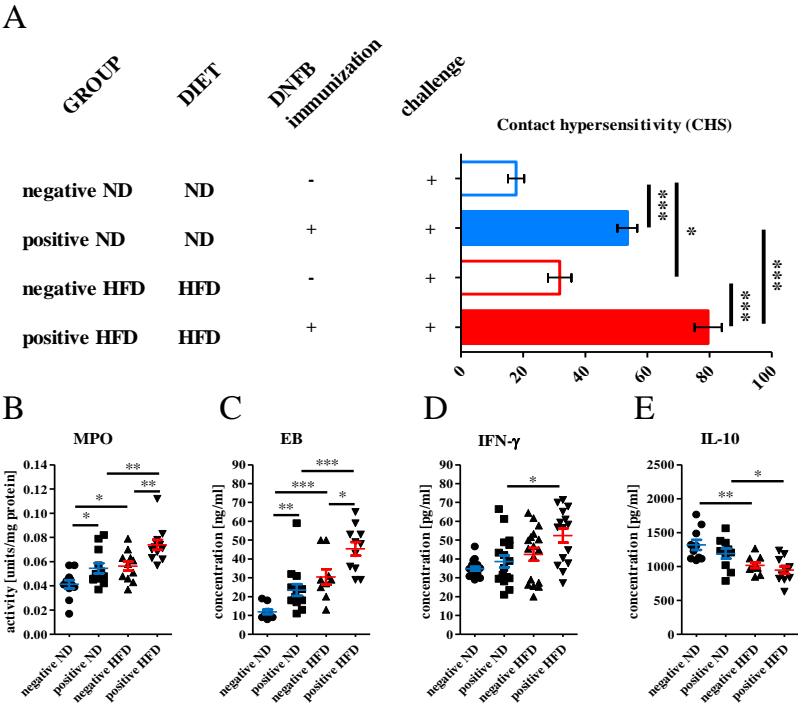 A
GROUP
DIET
DNFB
immunization
challenge
Contact hypersensitivity (CHS)
negative ND ND - +
positive ND ND + +
negative HFD HFD - +
positive HFD HFD + +
***
*
***
***
0 20 40 60 80 100
B
MPO
activity [units/mg protein]
0.14
0.12
0.10
0.08
0.06
0.04
0.02
0.00
**
* **
*
negative ND
positive ND
negative HFD
positive HFD
C
EB
concentration [ng/ml]
90
80
70
60
50
40
30
20
10
0
***
***
** *
negative ND
positive ND
negative HFD
positive HFD
D
IFN-γ
concentration [pg/ml]
90
80
70
60
50
40
30
20
10
0
*
negative ND
positive ND
negative HFD
positive HFD
E
IL-10
concentration [pg/ml]
2500
2000
1500
1000
500
0
*
**
negative ND
positive ND
negative HFD
positive HFD